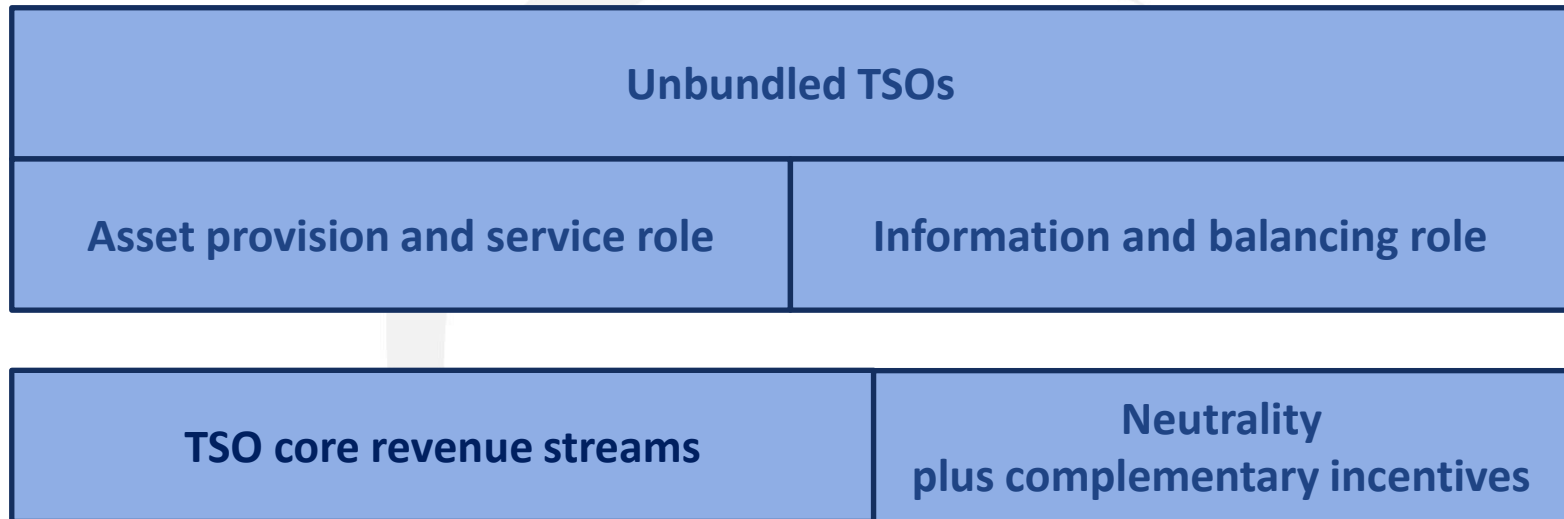 Unbundled TSOs
Asset provision and service role
Information and balancing role
TSO core revenue streams
Neutrality
plus complementary incentives